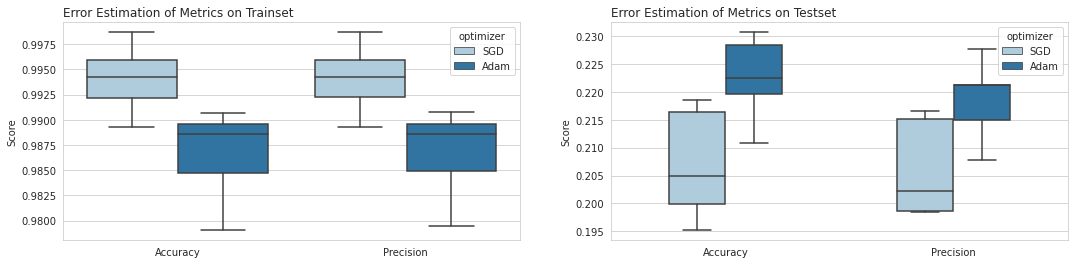 Error Estimation of Metrics on Trainset
optimizer
SGD
Adam
0.9975
0.9950
0.9925
0.9900
0.9875
0.9850
0.9825
0.9800
Score
Accuracy
Precision
Error Estimation of Metrics on Testset
optimizer
SGD
Adam
0.230
0.225
0.220
0.215
0.210
0.205
0.200
0.195
Score
Accuracy
Precision